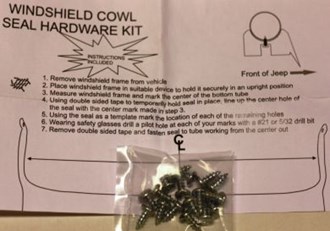 WINDSHIELD COWL
SEAL HARDWARE KIT
INSTRUCTIONS
INCLUDED
Front of Jeep
1. Remove windshield frame from vehicle
2. Place windshield frame in suitable device to hold it securely in an upright position
3. Measure windshield frame and mark the center of the bottom tube
4. Using doubled sided tape to temporarily hold seal in place, line up the center hole of
the seal with the center mark made in step 3.
5. Using the seal as a template mark the location of each of the remaining holes
6. Wearing safety glasses drill a pilot hole at each of your marks with a #21 or 5/32 drill bit
7. Remove double sided tape and fasten seal to tube working from the center out
℄